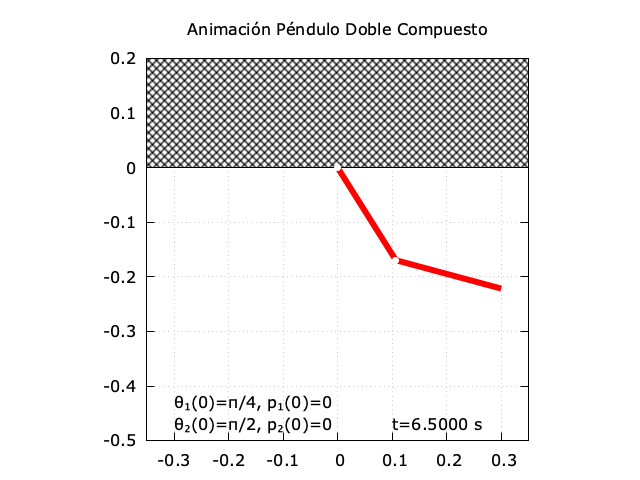 Animación Péndulo Doble Compuesto
0.2
0.1
0
-0.1
-0.2
-0.3
-0.4
-0.5
θ₁(0)=π/4, p₁(0)=0
θ₂(0)=π/2, p₂(0)=0
t=6.5000 s
-0.3 -0.2 -0.1 0 0.1 0.2 0.3